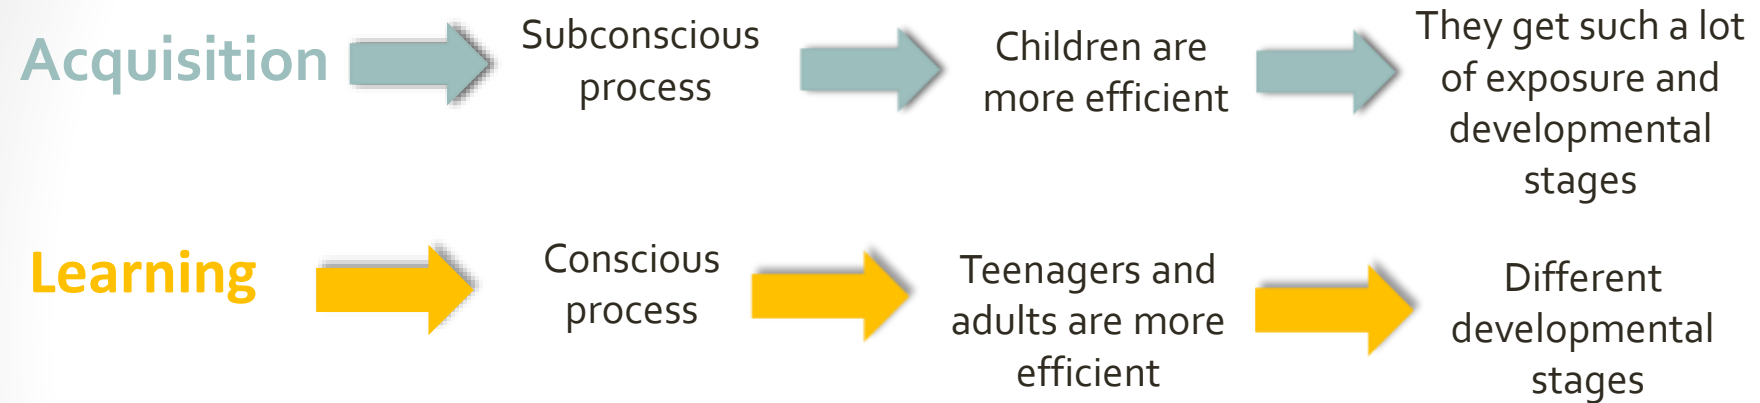 Acquisition
Subconscious
process
Children are
more efficient
They get such a lot
of exposure and
developmental
stages
Learning
Conscious
process
Teenagers and
adults are more
efficient
Different
developmental
stages